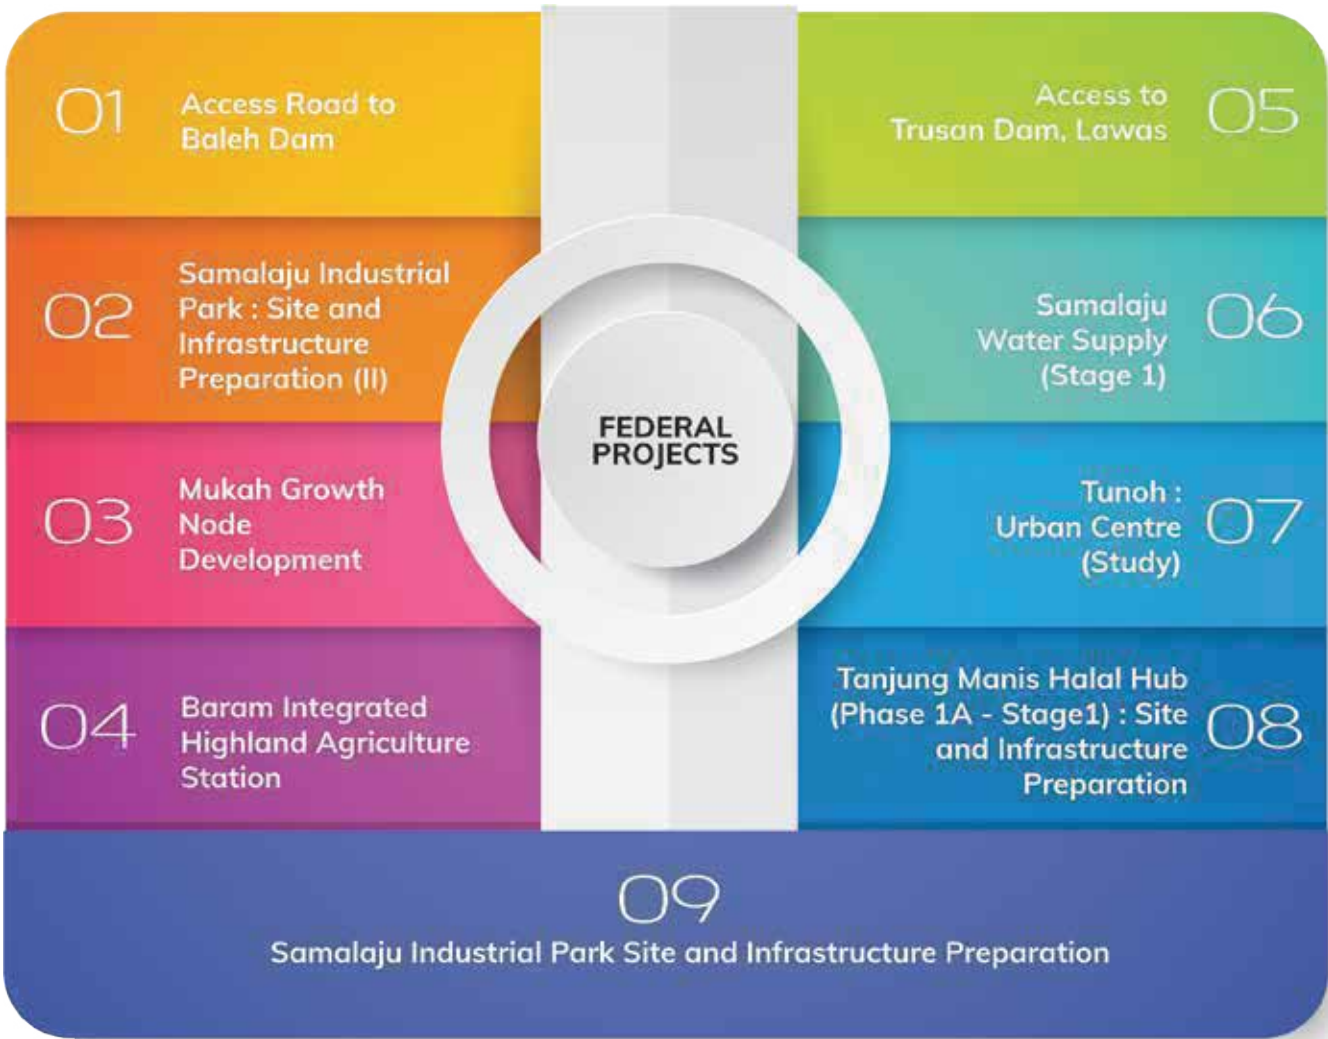 01
Access Road to
Baleh Dam
02
Samalaju Industrial
Park : Site and
Infrastructure
Preparation (II)
03
Mukah Growth
Node
Development
04
Baram Integrated
Highland Agriculture
Station
FEDERAL
PROJECTS
05
Access to
Trusan Dam, Lawas
06
Samalaju
Water Supply
(Stage 1)
07
Tunoh :
Urban Centre
(Study)
08
Tanjung Manis Halal Hub
(Phase 1A - Stage1) : Site
and Infrastructure
Preparation
09
Samalaju Industrial Park Site and Infrastructure Preparation